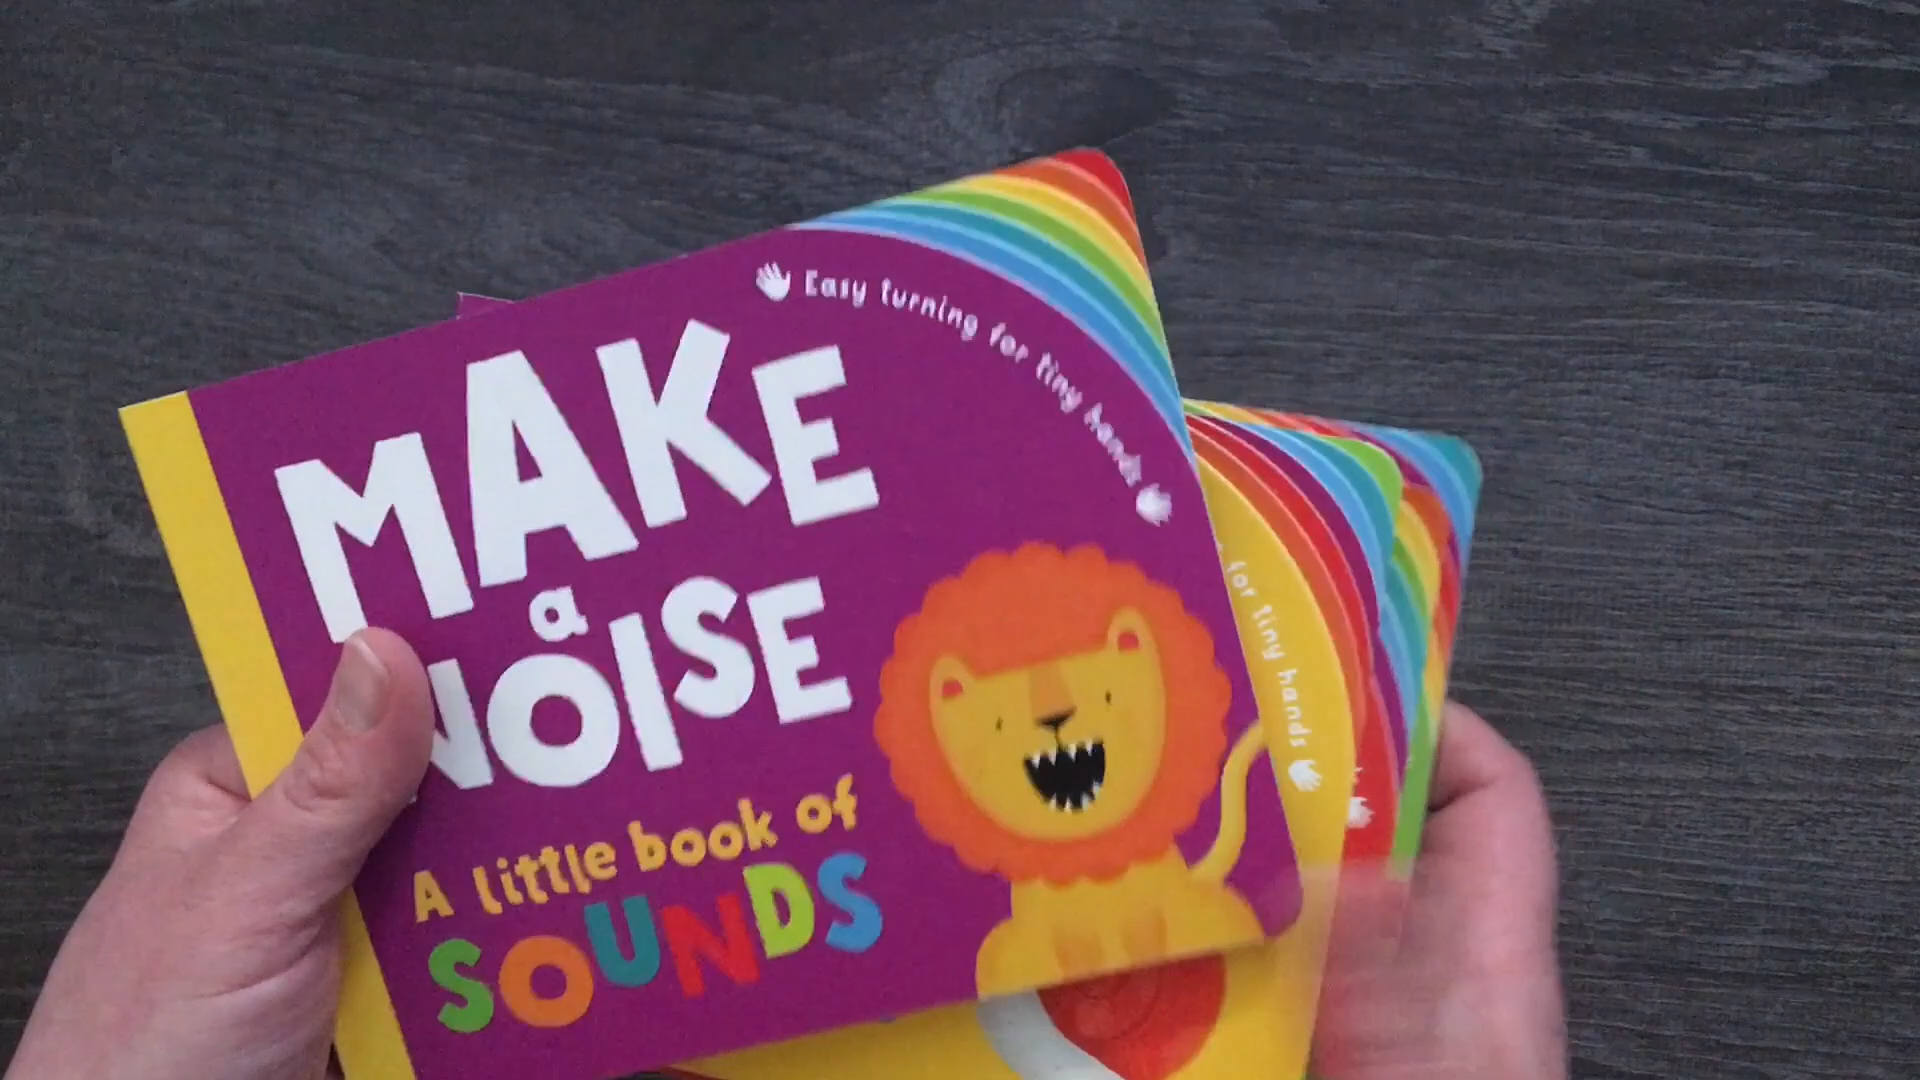 Easy turning for tiny hands
MAKE
a
NOISE
A little book of
SOUNDS
for tiny hands